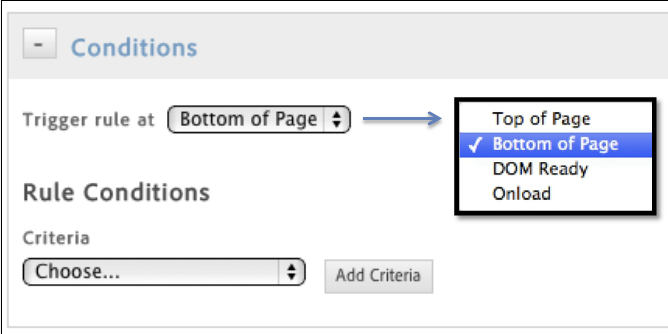 - Conditions
Trigger rule at Bottom of Page
Top of Page
✓ Bottom of Page
DOM Ready
Onload
Rule Conditions
Criteria
Choose...
Add Criteria